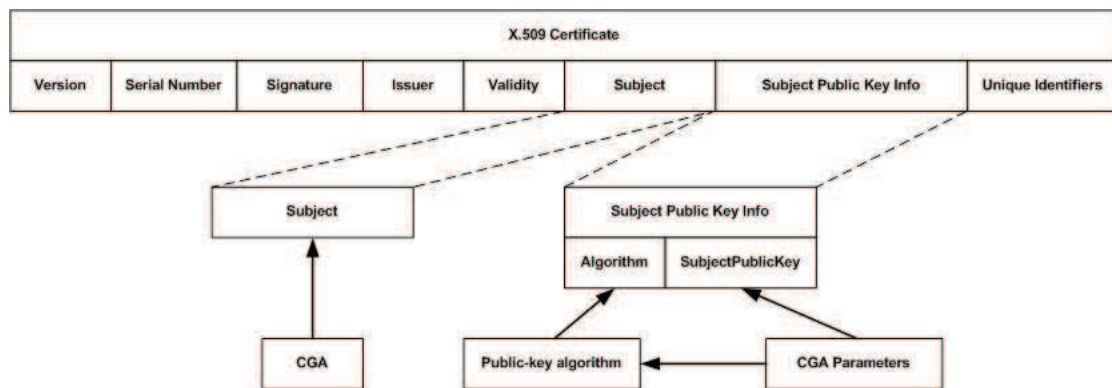 X.509 Certificate
Version Serial Number Signature Issuer Validity Subject Subject Public Key Info Unique Identifiers
Subject Subject Public Key Info
Algorithm SubjectPublicKey
CGA Public-key algorithm CGA Parameters